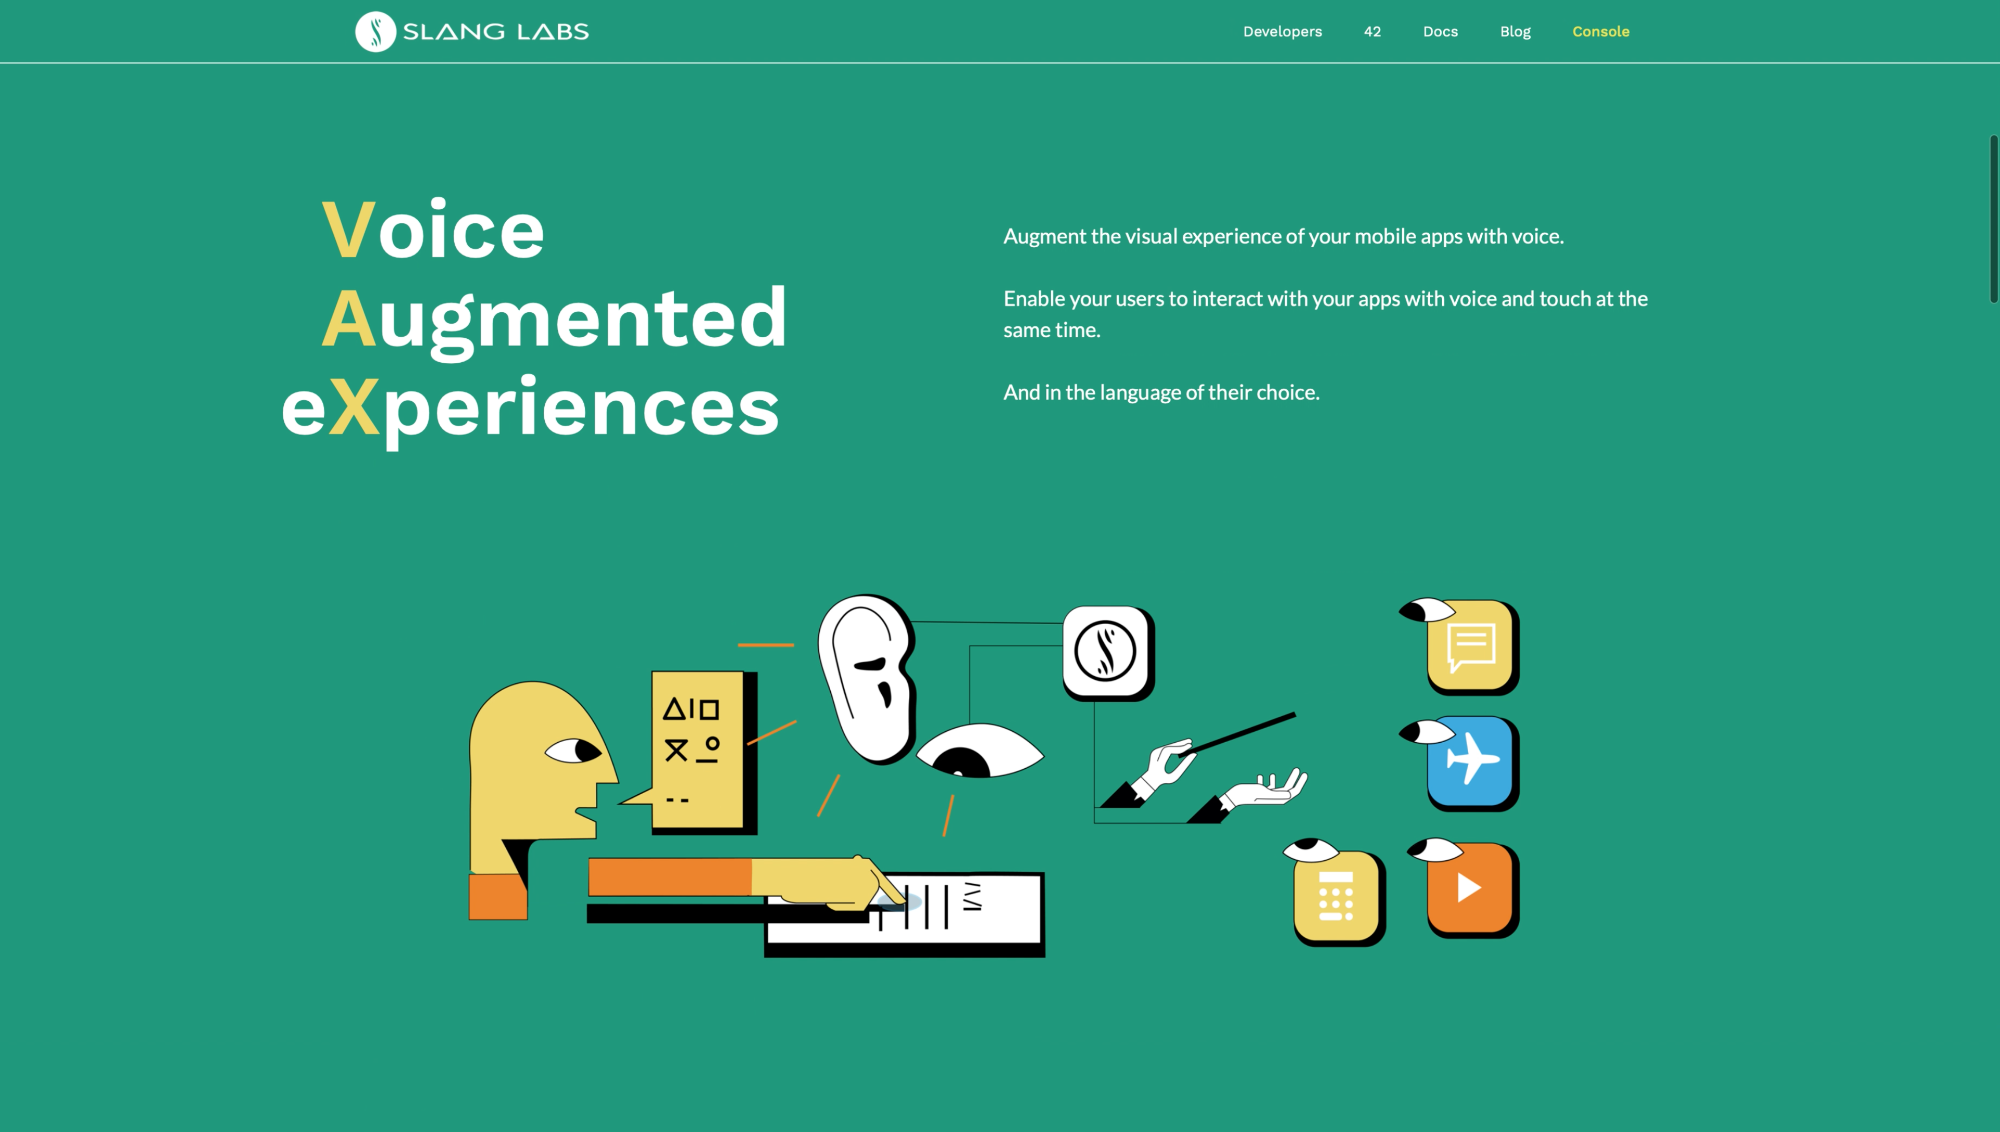 SLANG LABS
Developers
42
Docs
Blog
Console
Voice
Augmented
eXperiences
Augment the visual experience of your mobile apps with voice.
Enable your users to interact with your apps with voice and touch at the
same time.
And in the language of their choice.